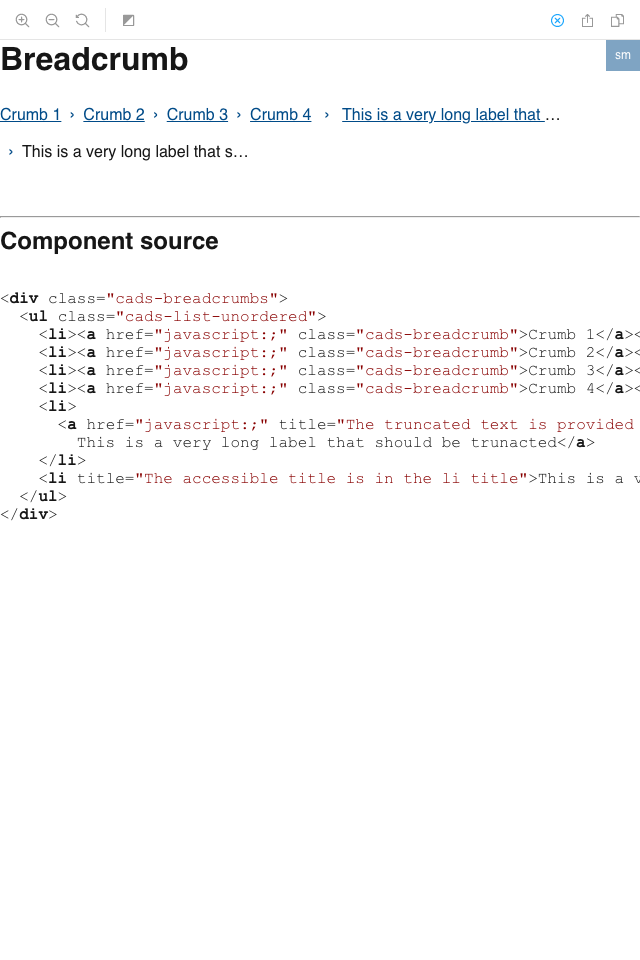 Breadcrumb
sm
Crumb 1 › Crumb 2 › Crumb 3 › Crumb 4 › This is a very long label that …
› This is a very long label that s…
Component source
<div class="cads-breadcrumbs">
<ul class="cads-list-unordered">
<li><a href="javascript:;" class="cads-breadcrumb">Crumb 1</a><
<li><a href="javascript:;" class="cads-breadcrumb">Crumb 2</a><
<li><a href="javascript:;" class="cads-breadcrumb">Crumb 3</a><
<li><a href="javascript:;" class="cads-breadcrumb">Crumb 4</a><
<li>
<a href="javascript:;" title="The truncated text is provided
This is a very long label that should be trunacted</a>
</li>
<li title="The accessible title is in the li title">This is a v
</ul>
</div>